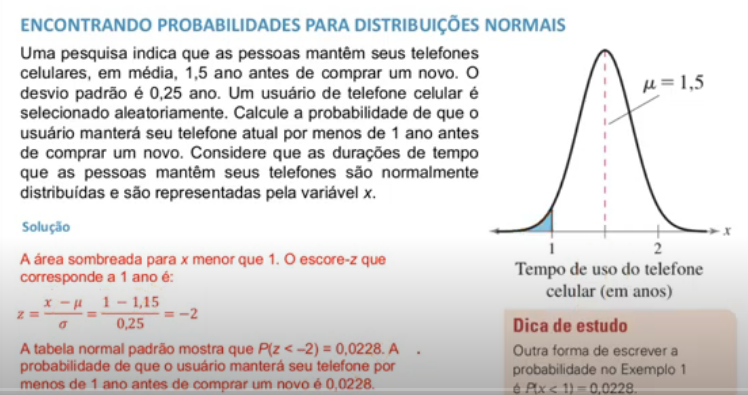 ENCONTRANDO PROBABILIDADES PARA DISTRIBUIÇÕES NORMAIS
Uma pesquisa indica que as pessoas mantêm seus telefones
celulares, em média, 1,5 ano antes de comprar um novo. O
desvio padrão é 0,25 ano. Um usuário de telefone celular é
selecionado aleatoriamente. Calcule a probabilidade de que o
usuário manterá seu telefone atual por menos de 1 ano antes
de comprar um novo. Considere que as durações de tempo
que as pessoas mantêm seus telefones são normalmente
distribuídas e são representadas pela variável x.
Solução
A área sombreada para x menor que 1. O escore-z que
corresponde a 1 ano é:
z = (x − μ)/σ = (1 − 1,15)/0,25 = −2
A tabela normal padrão mostra que P(z < –2) = 0,0228. A
probabilidade de que o usuário manterá seu telefone por
menos de 1 ano antes de comprar um novo é 0,0228.
μ = 1,5
x
1 2
Tempo de uso do telefone
celular (em anos)
Dica de estudo
Outra forma de escrever a
probabilidade no Exemplo 1
é P(x < 1) = 0,0228.